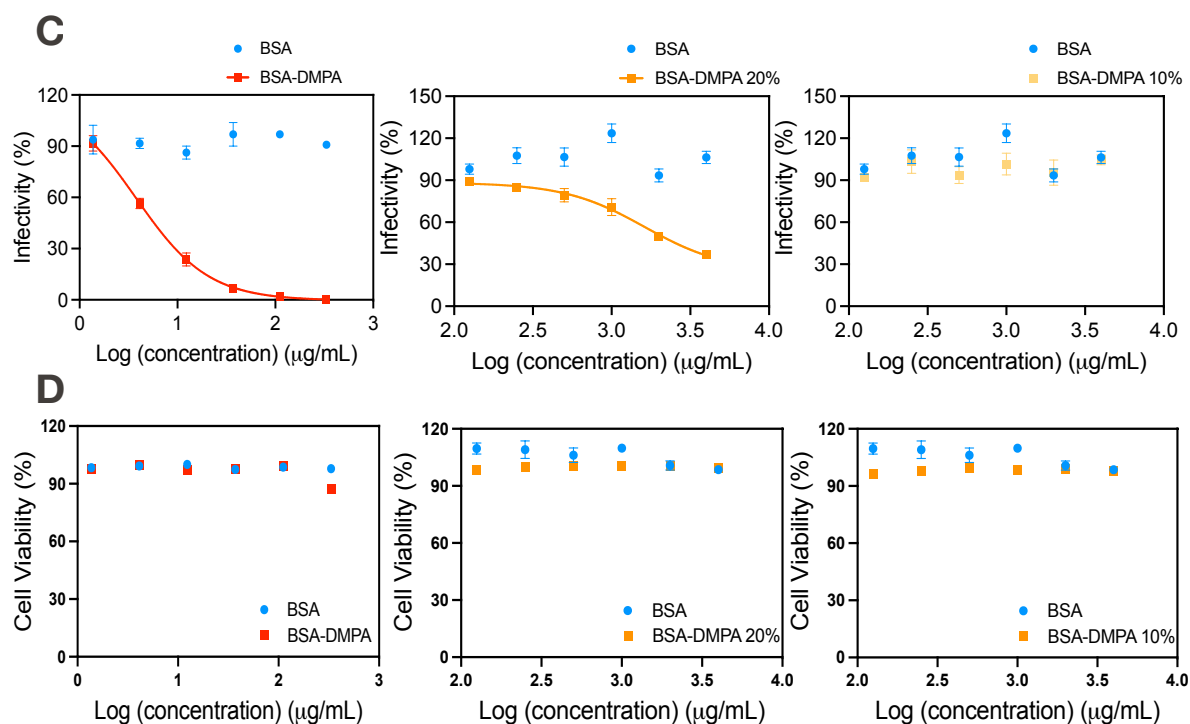 C
BSA
BSA-DMPA
120
90
60
30
0
Infectivity (%)
0 1 2 3
Log (concentration) (μg/mL)
BSA
BSA-DMPA 20%
150
120
90
60
30
0
Infectivity (%)
2.0 2.5 3.0 3.5 4.0
Log (concentration) (μg/mL)
BSA
BSA-DMPA 10%
150
120
90
60
30
0
Infectivity (%)
2.0 2.5 3.0 3.5 4.0
Log (concentration) (μg/mL)
D
120
90
60
30
0
Cell Viability (%)
BSA
BSA-DMPA
0 1 2 3
Log (concentration) (μg/mL)
120
90
60
30
0
Cell Viability (%)
BSA
BSA-DMPA 20%
2.0 2.5 3.0 3.5 4.0
Log (concentration) (μg/mL)
120
90
60
30
0
Cell Viability (%)
BSA
BSA-DMPA 10%
2.0 2.5 3.0 3.5 4.0
Log (concentration) (μg/mL)